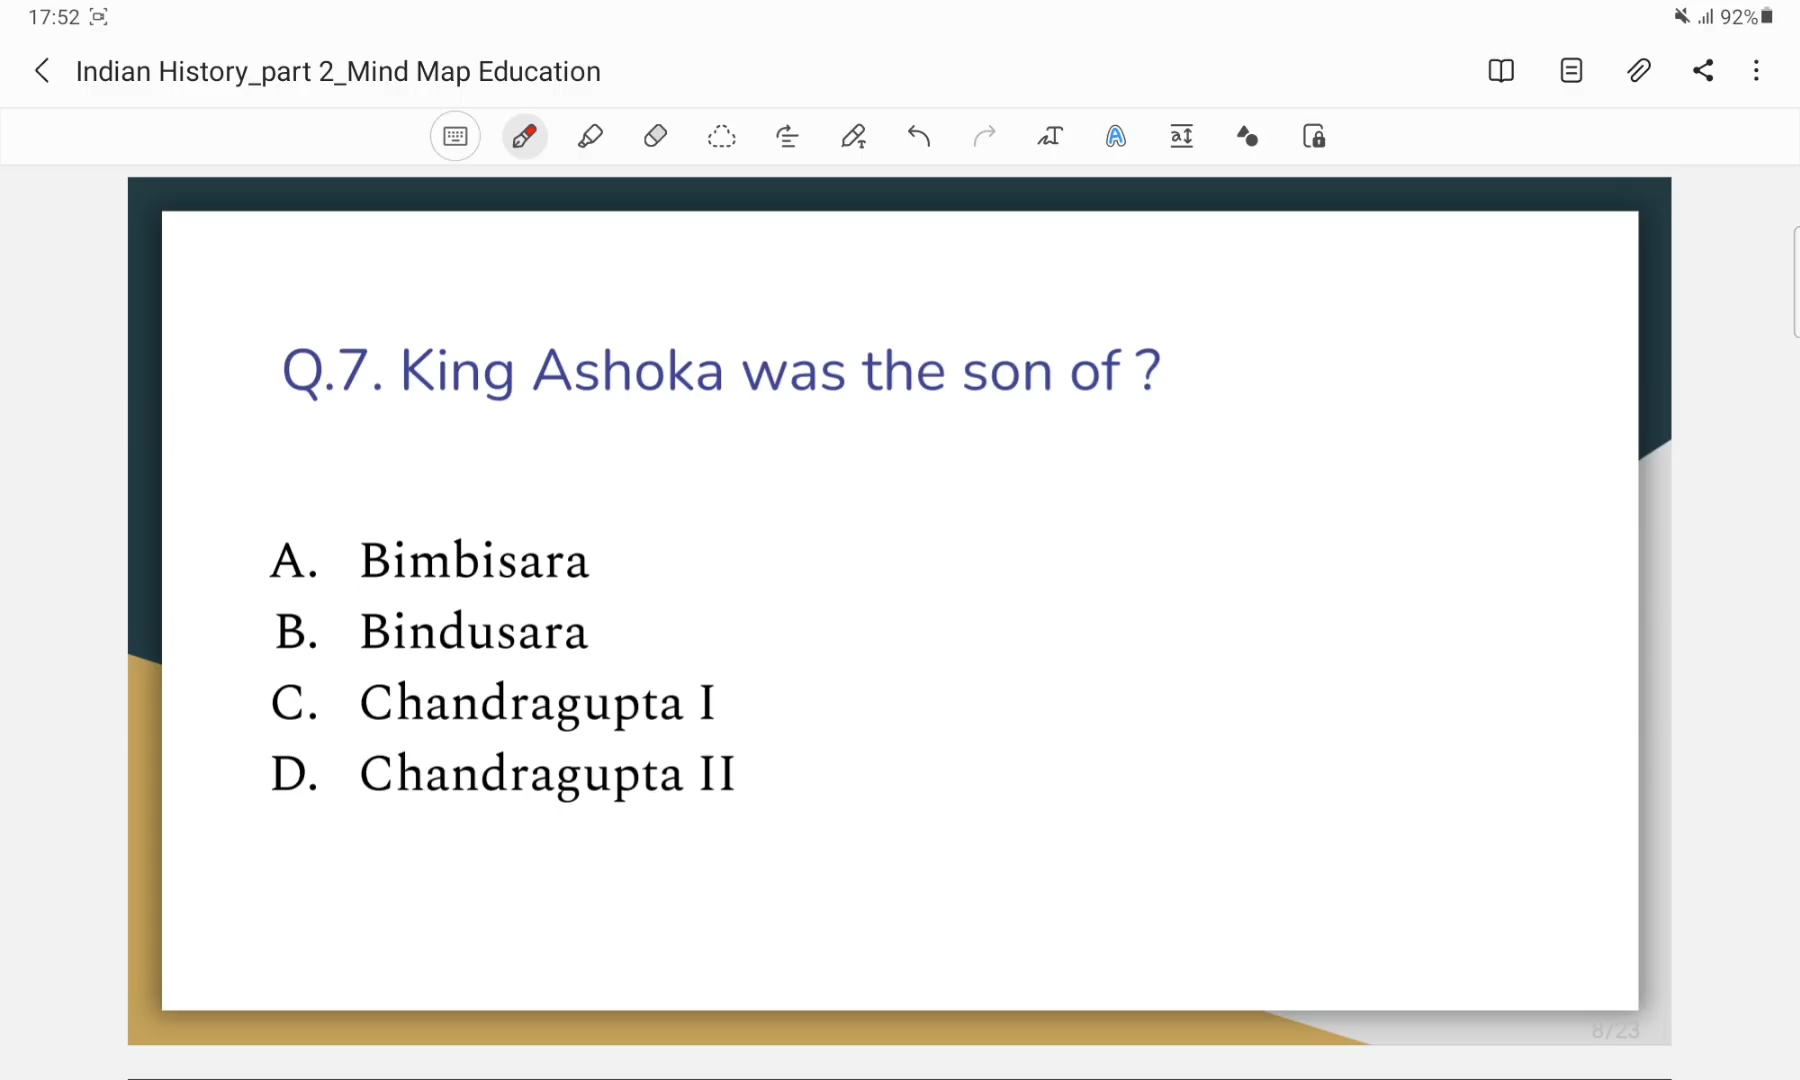 17:52 92%
Indian History_part 2_Mind Map Education
Q.7. King Ashoka was the son of ?
A. Bimbisara
B. Bindusara
C. Chandragupta I
D. Chandragupta II
8/23